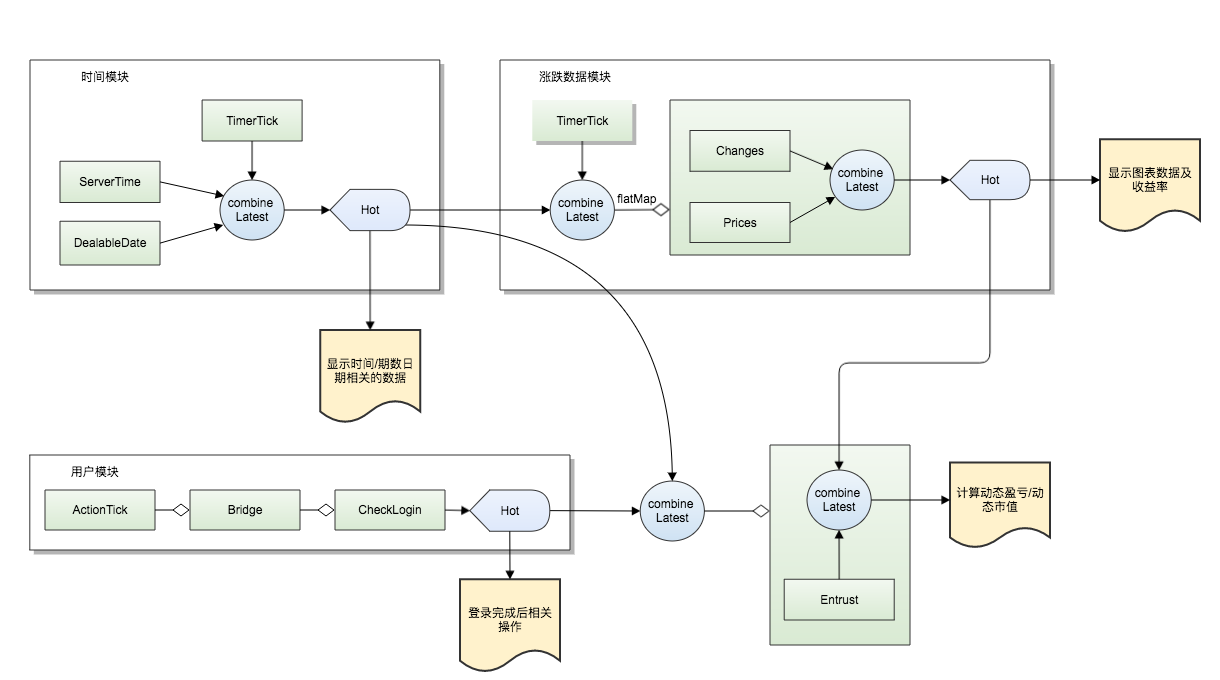 时间模块
TimerTick
ServerTime
DealableDate
combine
Latest
Hot
显示时间/期数日
期相关的数据
涨跌数据模块
TimerTick
combine
Latest
flatMap
Changes
Prices
combine
Latest
Hot
显示图表数据及
收益率
用户模块
ActionTick
Bridge
CheckLogin
Hot
登录完成后相关
操作
combine
Latest
combine
Latest
Entrust
计算动态盈亏/动
态市值